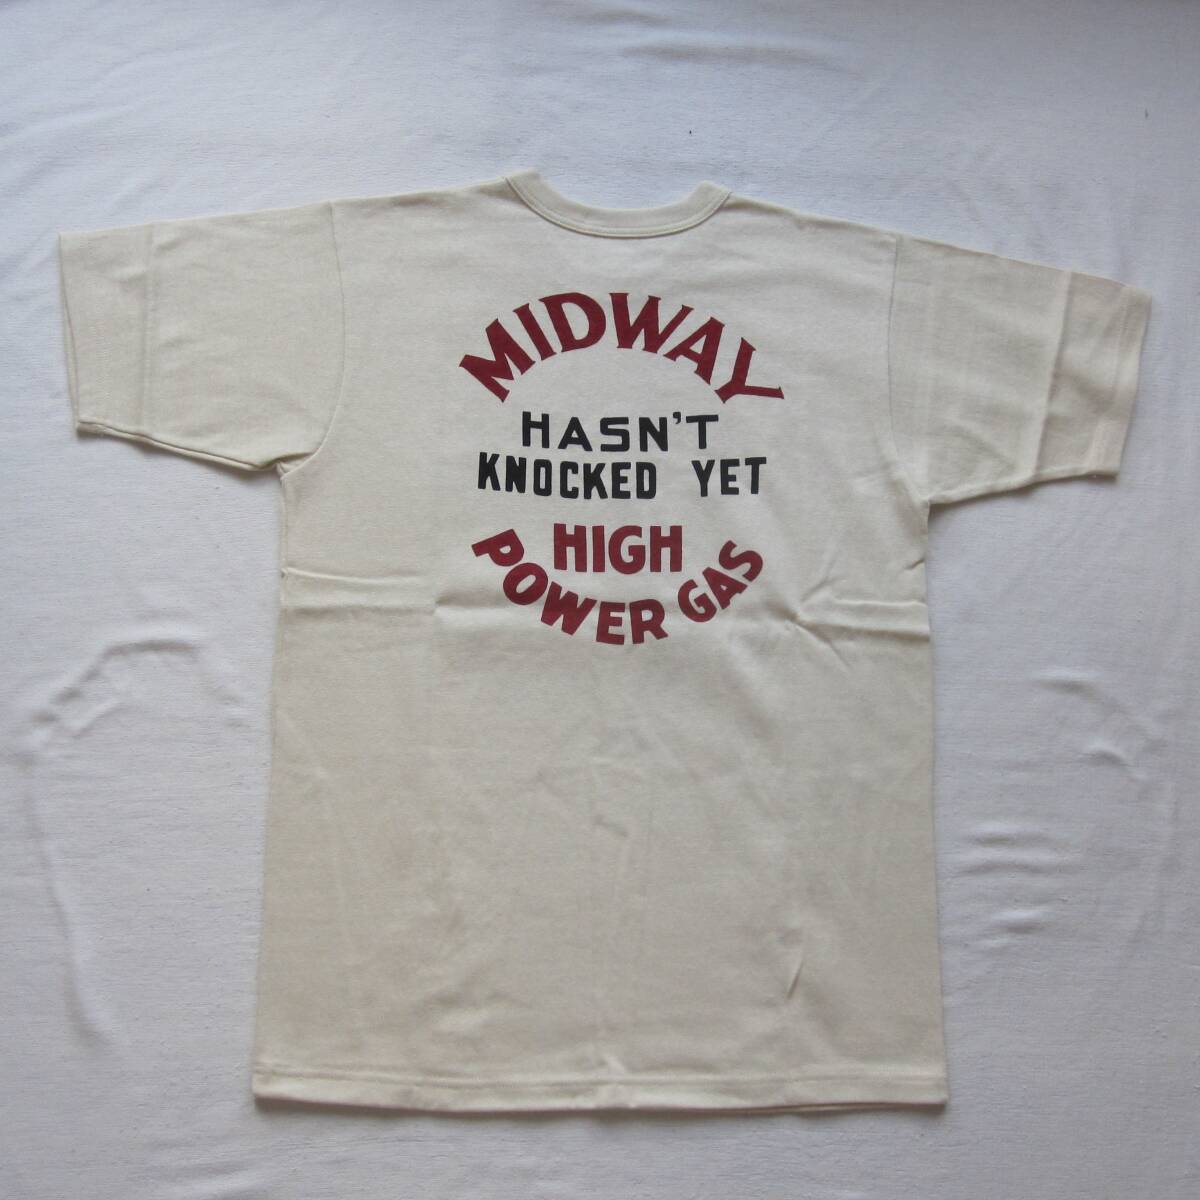 MIDWAY
HASN'T
KNOCKED YET
HIGH
POWER GAS